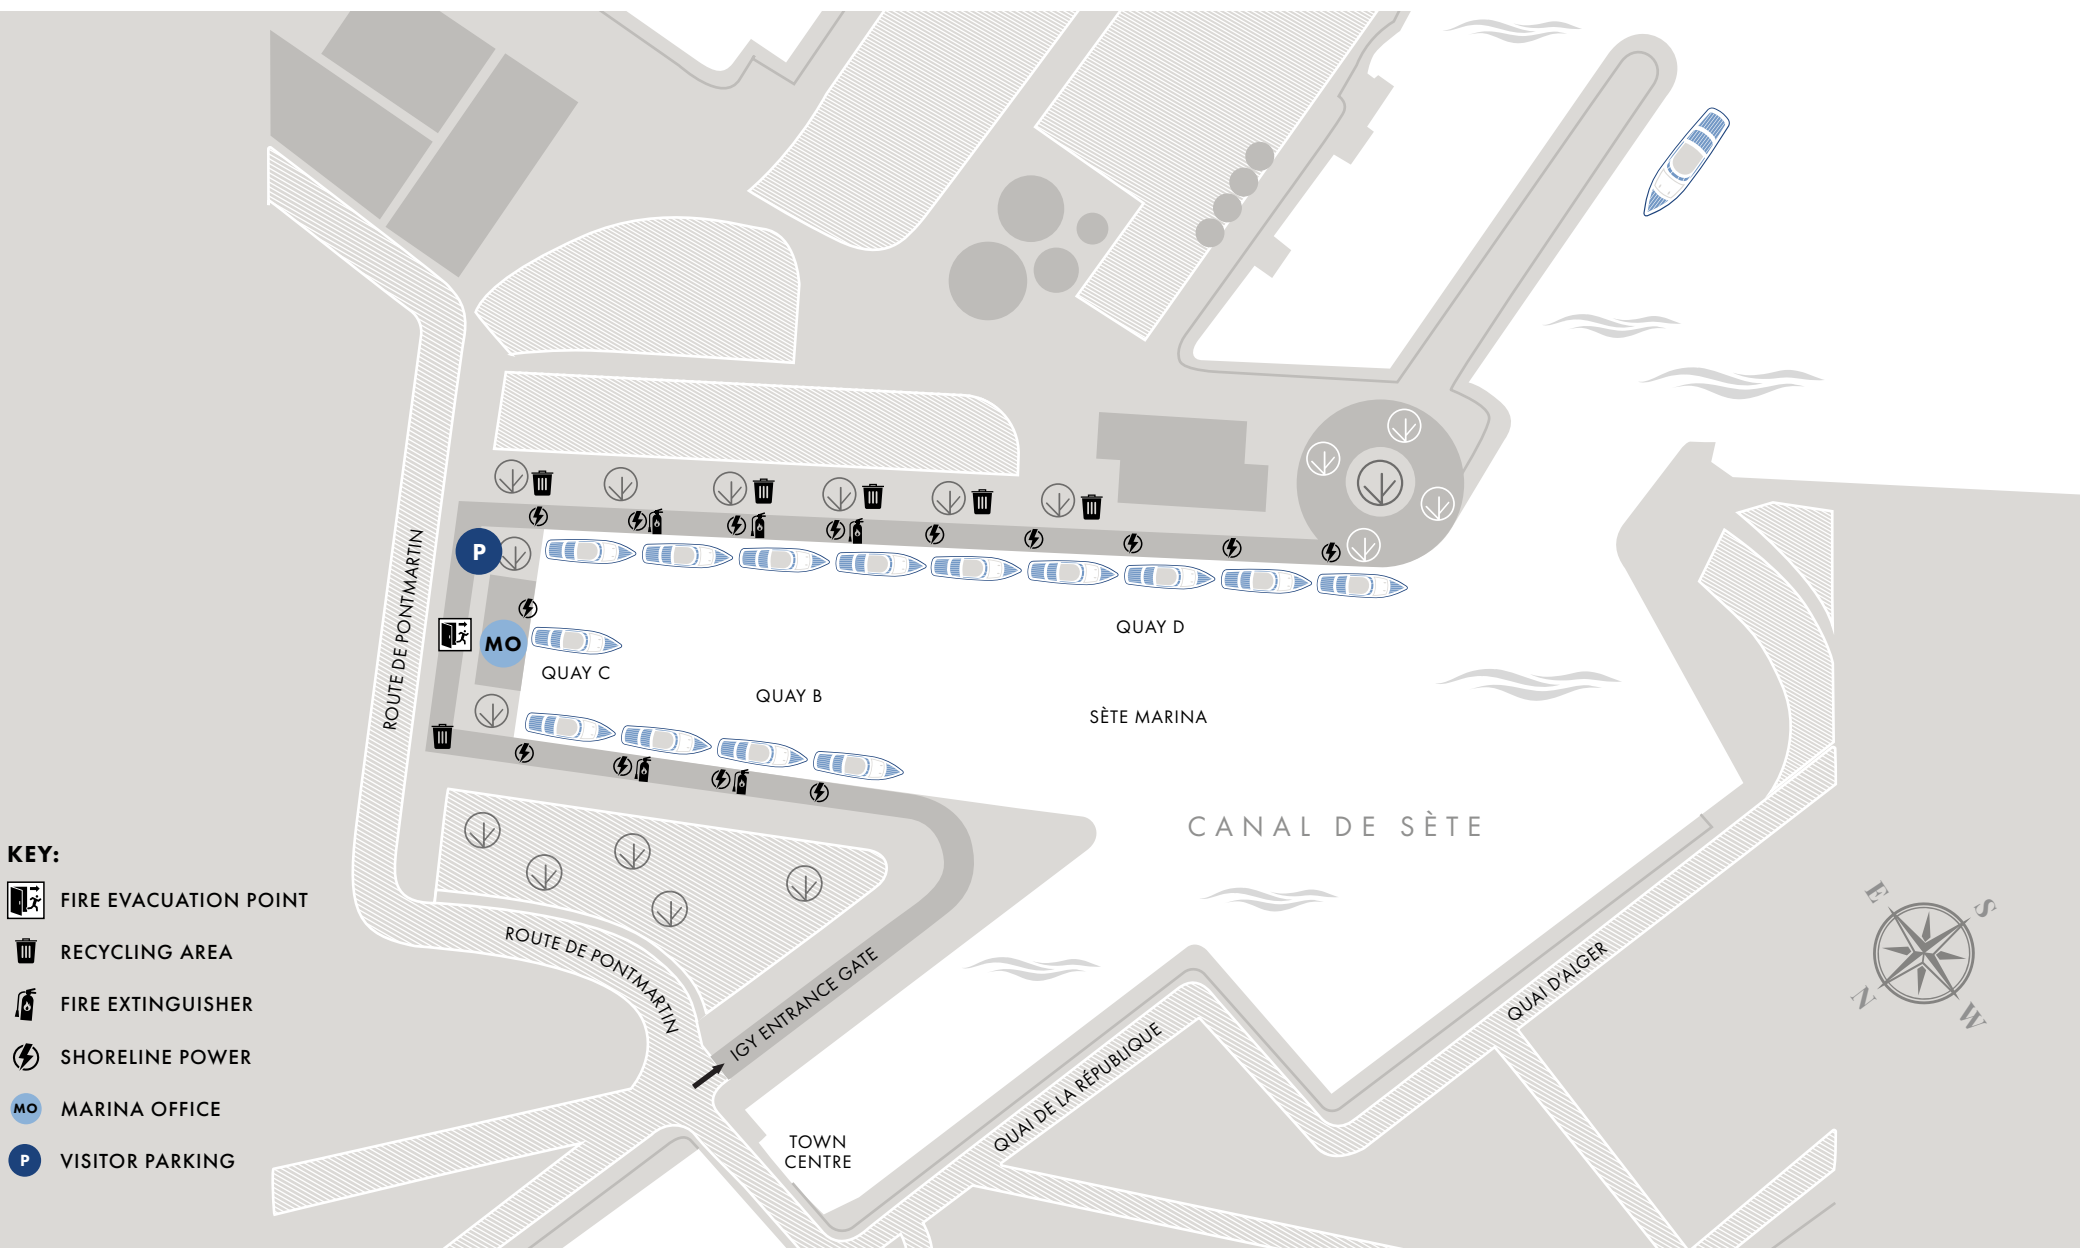 ROUTE DE PONTMARTIN
P
MO
QUAY D
QUAY C
QUAY B
SÈTE MARINA
CANAL DE SÈTE
KEY:
FIRE EVACUATION POINT
RECYCLING AREA
FIRE EXTINGUISHER
SHORELINE POWER
MO MARINA OFFICE
P VISITOR PARKING
ROUTE DE PONTMARTIN
IGY ENTRANCE GATE
TOWN
CENTRE
QUAI DE LA RÉPUBLIQUE
QUAI D'ALGER
E
S
N
W